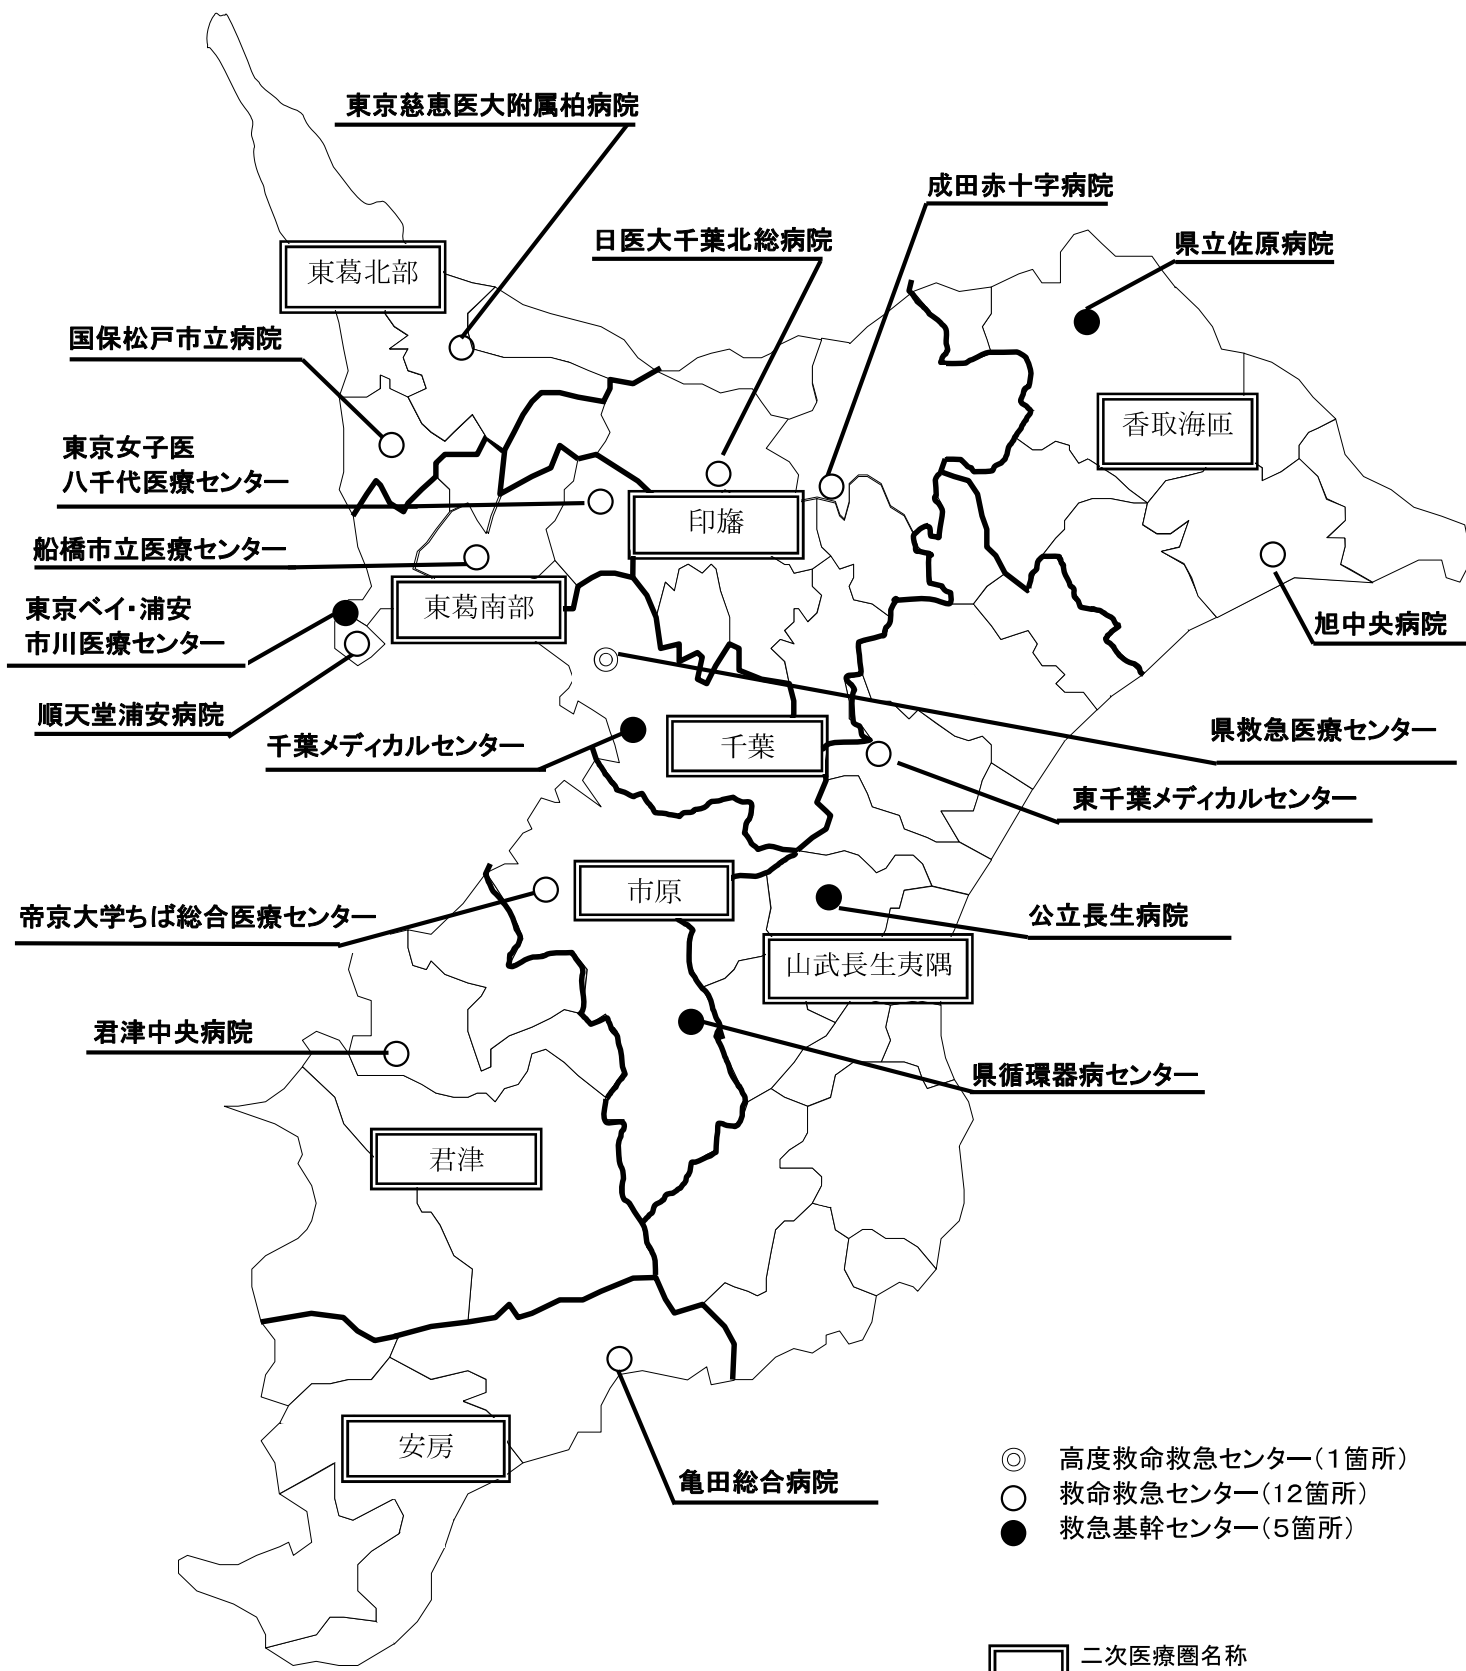 東京慈恵医大附属柏病院
成田赤十字病院
日医大千葉北総病院
県立佐原病院
東葛北部
国保松戸市立病院
香取海匝
東京女子医
八千代医療センター
印旛
船橋市立医療センター
東葛南部
東京ベイ・浦安
市川医療センター
旭中央病院
順天堂浦安病院
千葉メディカルセンター
千葉
県救急医療センター
東千葉メディカルセンター
市原
帝京大学ちば総合医療センター
公立長生病院
山武長生夷隅
君津中央病院
県循環器病センター
君津
安房
亀田総合病院
高度救命救急センター（１箇所）
救命救急センター（12箇所）
救急基幹センター（５箇所）
二次医療圏名称